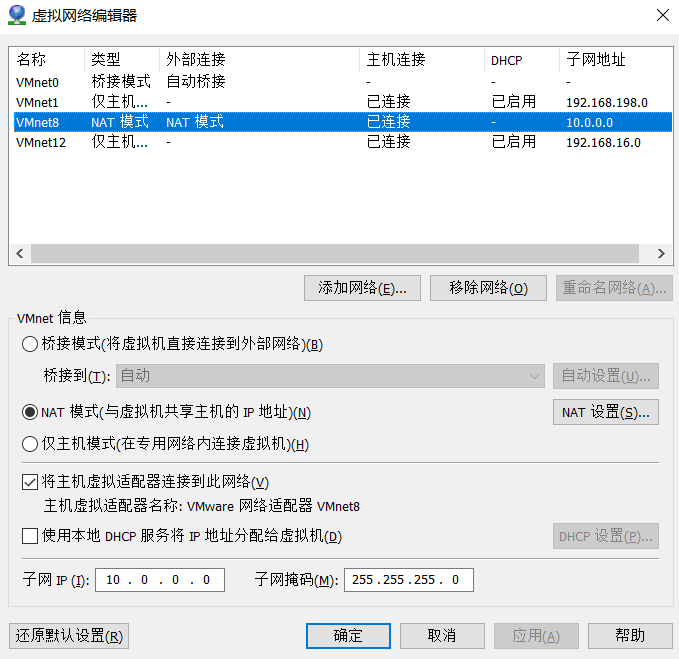 虚拟网络编辑器
名称 类型 外部连接 主机连接 DHCP 子网地址
VMnet0 桥接模式 自动桥接 - - -
VMnet1 仅主机... - 已连接 已启用 192.168.198.0
VMnet8 NAT 模式 NAT 模式 已连接 - 10.0.0.0
VMnet12 仅主机... - 已连接 已启用 192.168.16.0
添加网络(E)... 移除网络(O) 重命名网络(A)...
VMnet 信息
桥接模式(将虚拟机直接连接到外部网络)(B)
桥接到(T): 自动 自动设置(U)...
NAT 模式(与虚拟机共享主机的 IP 地址)(N) NAT 设置(S)...
仅主机模式(在专用网络内连接虚拟机)(H)
将主机虚拟适配器连接到此网络(V)
主机虚拟适配器名称: VMware 网络适配器 VMnet8
使用本地 DHCP 服务将 IP 地址分配给虚拟机(D) DHCP 设置(P)...
子网 IP (I): 10 . 0 . 0 . 0 子网掩码(M): 255 .255 .255 . 0
还原默认设置(R) 确定 取消 应用(A) 帮助